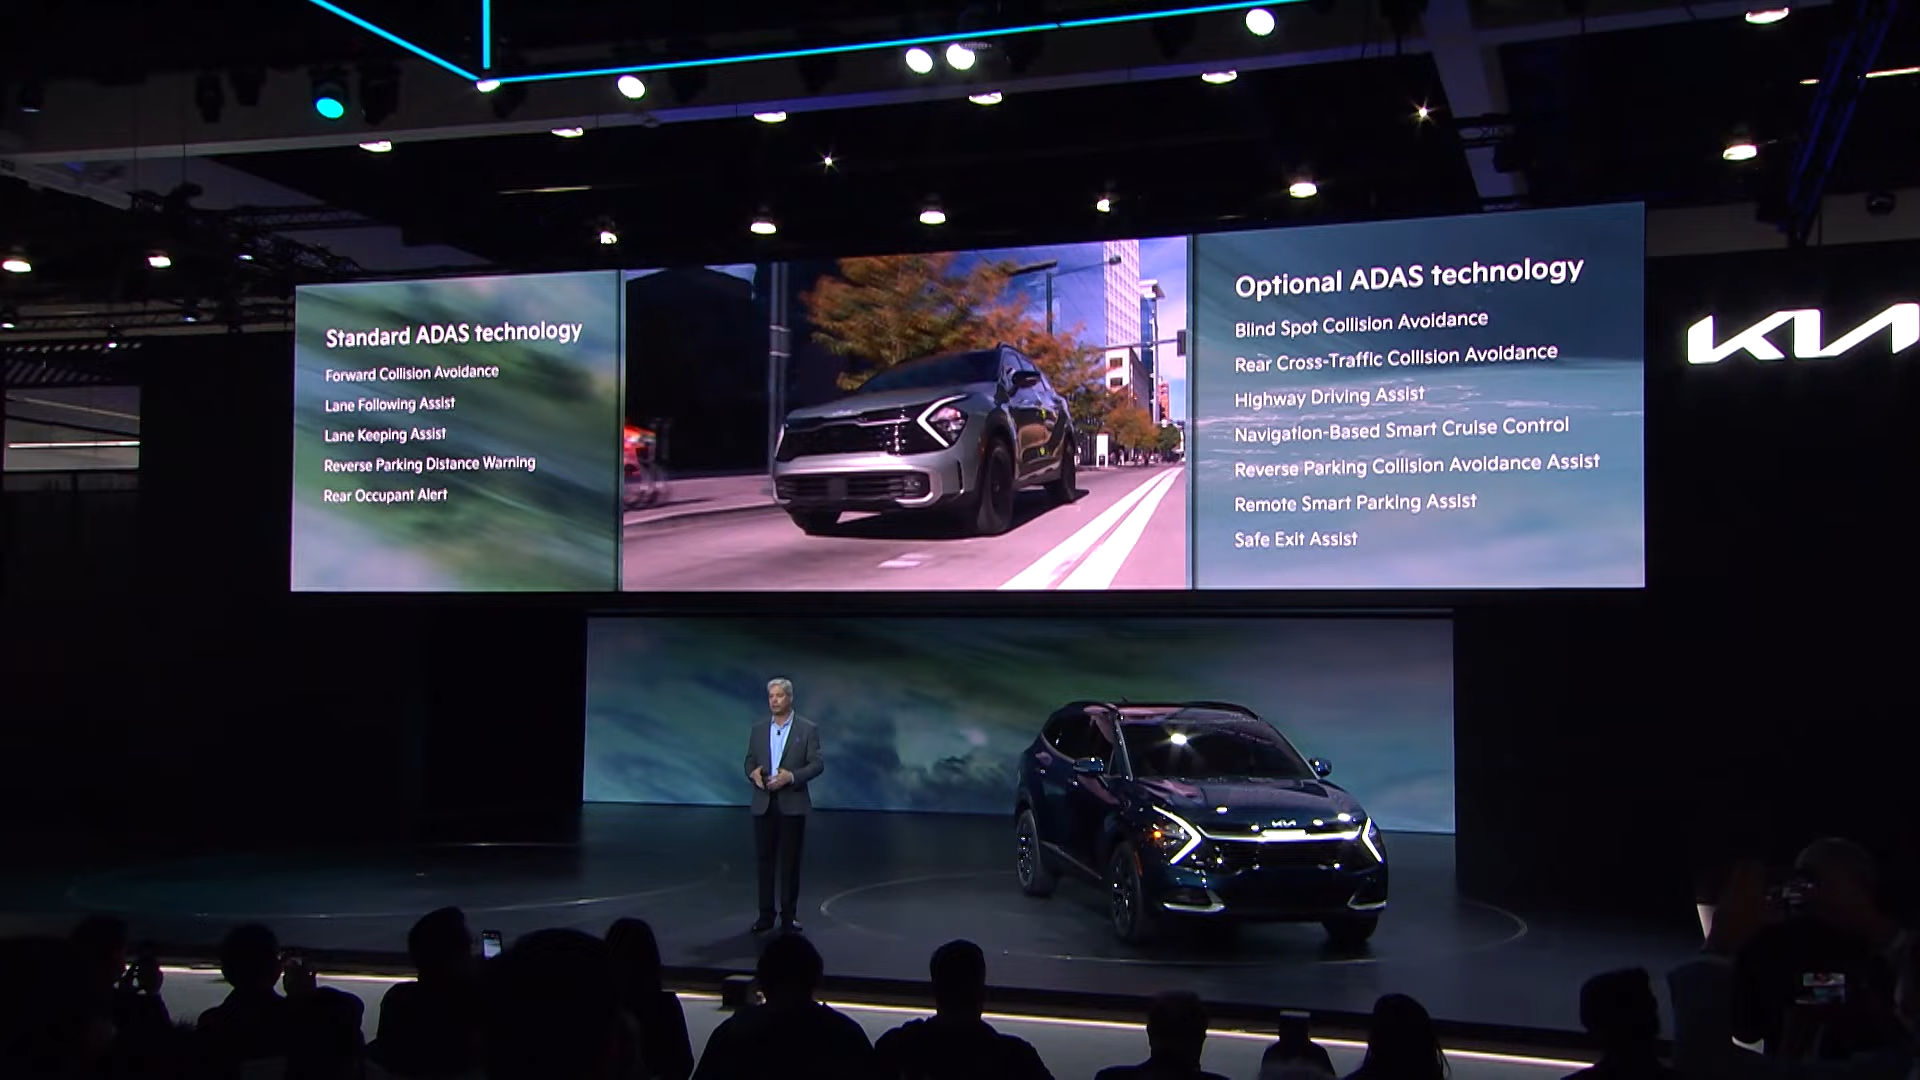 Standard ADAS technology
Forward Collision Avoidance
Lane Following Assist
Lane Keeping Assist
Reverse Parking Distance Warning
Rear Occupant Alert
Optional ADAS technology
Blind Spot Collision Avoidance
Rear Cross-Traffic Collision Avoidance
Highway Driving Assist
Navigation-Based Smart Cruise Control
Reverse Parking Collision Avoidance Assist
Remote Smart Parking Assist
Safe Exit Assist
KIA
KIA